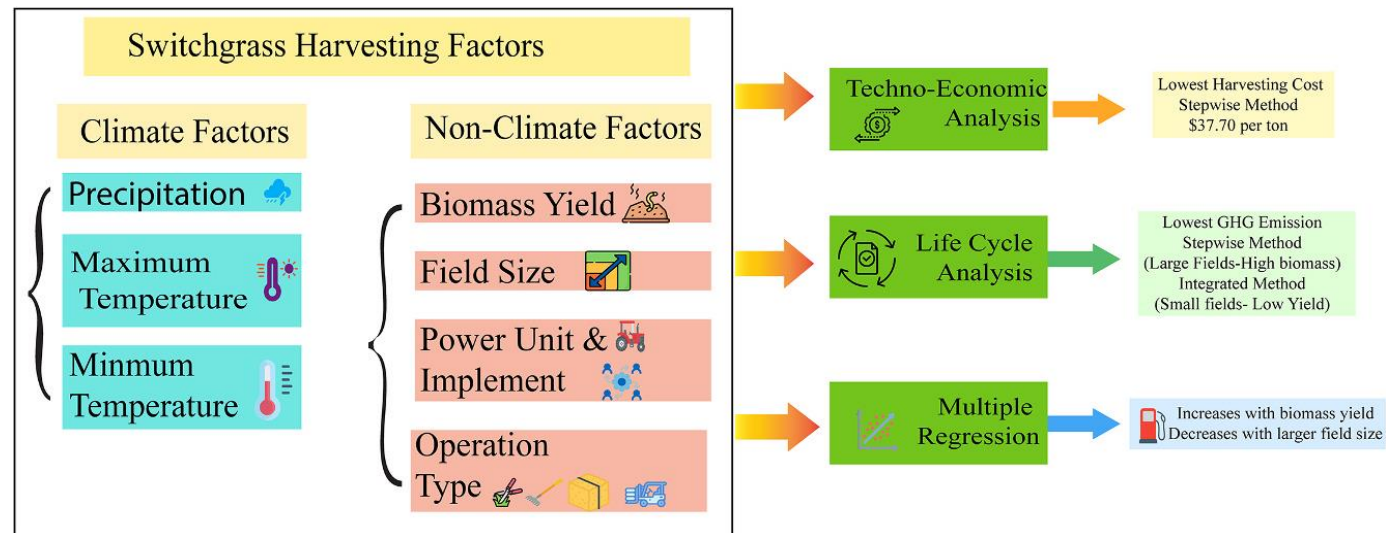 Switchgrass Harvesting Factors
Climate Factors
Precipitation
Maximum
Temperature
Minmum
Temperature
Non-Climate Factors
Biomass Yield
Field Size
Power Unit &
Implement
Operation
Type
Techno-Economic
Analysis
Lowest Harvesting Cost
Stepwise Method
$37.70 per ton
Life Cycle
Analysis
Lowest GHG Emission
Stepwise Method
(Large Fields-High biomass)
Integrated Method
(Small fields- Low Yield)
Multiple
Regression
Increases with biomass yield
Decreases with larger field size